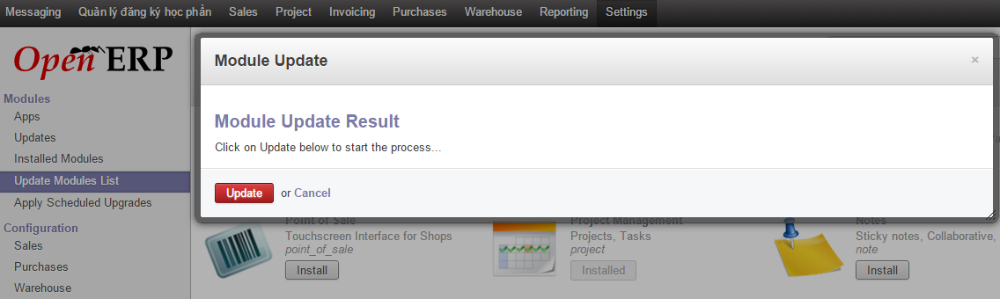 Messaging Quản lý đăng ký học phần Sales Project Invoicing Purchases Warehouse Reporting Settings
Open ERP
Modules
Apps
Updates
Installed Modules
Update Modules List
Apply Scheduled Upgrades
Configuration
Sales
Purchases
Warehouse
Module Update ×
Module Update Result
Click on Update below to start the process...
Update or Cancel
Point of Sale
Touchscreen Interface for Shops
point_of_sale
Install
Project Management
Projects, Tasks
project
Installed
Notes
Sticky notes, Collaborative,
note
Install